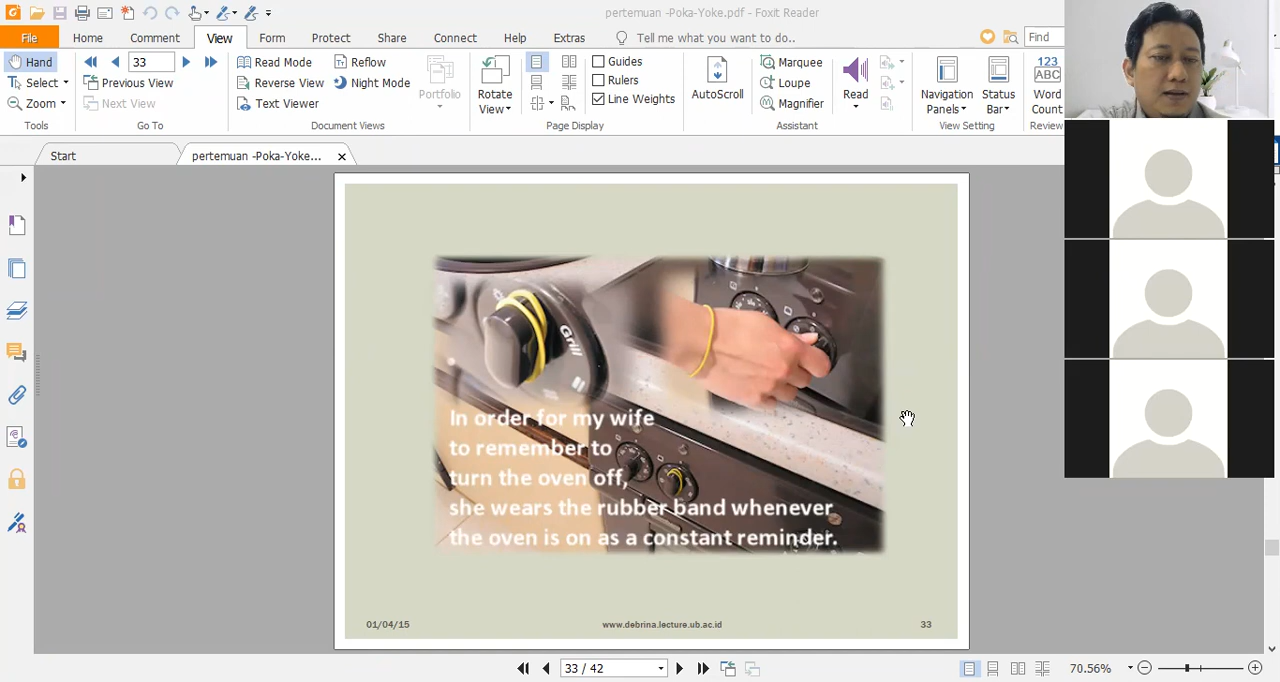 pertemuan -Poka-Yoke.pdf - Foxit Reader
File Home Comment View Form Protect Share Connect Help Extras Tell me what you want to do.. Find
Hand 33 Read Mode Reflow Guides Marquee 123
Select Previous View Reverse View Night Mode Rulers Loupe ABC
Zoom Next View Text Viewer Portfolio Rotate View Line Weights AutoScroll Magnifier Read Navigation Panels Status Bar Word Count
Tools Go To Document Views Page Display Assistant View Setting Review
Start pertemuan -Poka-Yoke...
Grill
In order for my wife
to remember to
turn the oven off,
she wears the rubber band whenever
the oven is on as a constant reminder.
01/04/15 www.debrina.lecture.ub.ac.id 33
33 / 42 70.56%